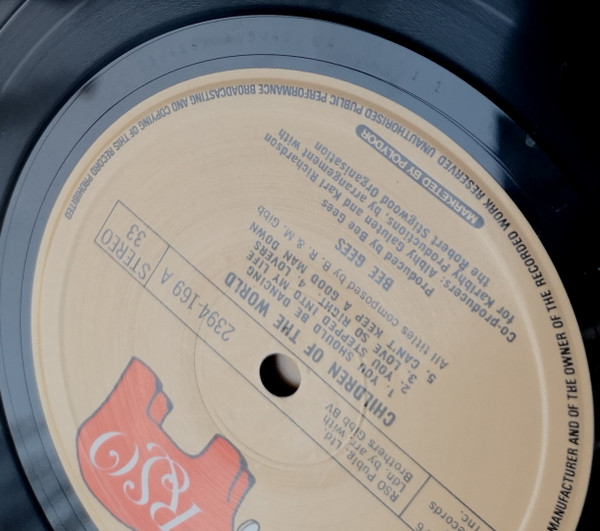 RSO
STEREO
33
2394-169 A
Records
Inc.
RSO Publs. Ltd
Ldn by arr. with
Brothers Gibb BV
CHILDREN OF THE WORLD
1. YOU SHOULD BE DANCING
2. YOU STEPPED INTO MY LIFE
3. LOVE SO RIGHT. 4. LOVERS
5. CAN'T KEEP A GOOD MAN DOWN
All titles composed by B. R. & M. Gibb
BEE GEES
Produced by Bee Gees
Co-producers: Albhy Galuten and Karl Richardson
for Karlbhy Productions, by arrangement with
the Robert Stigwood Organisation
MARKETED BY POLYDOR
MANUFACTURER AND OF THE OWNER OF THE RECORDED WORK RESERVED UNAUTHORISED PUBLIC PERFORMANCE BROADCASTING AND COPYING OF THIS RECORD PROHIBITED